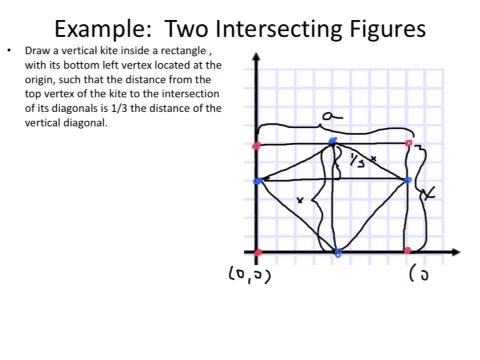 Example: Two Intersecting Figures
• Draw a vertical kite inside a rectangle ,
with its bottom left vertex located at the
origin, such that the distance from the
top vertex of the kite to the intersection
of its diagonals is 1/3 the distance of the
vertical diagonal.
a
1/3 x
x
x
(0,0)
(0